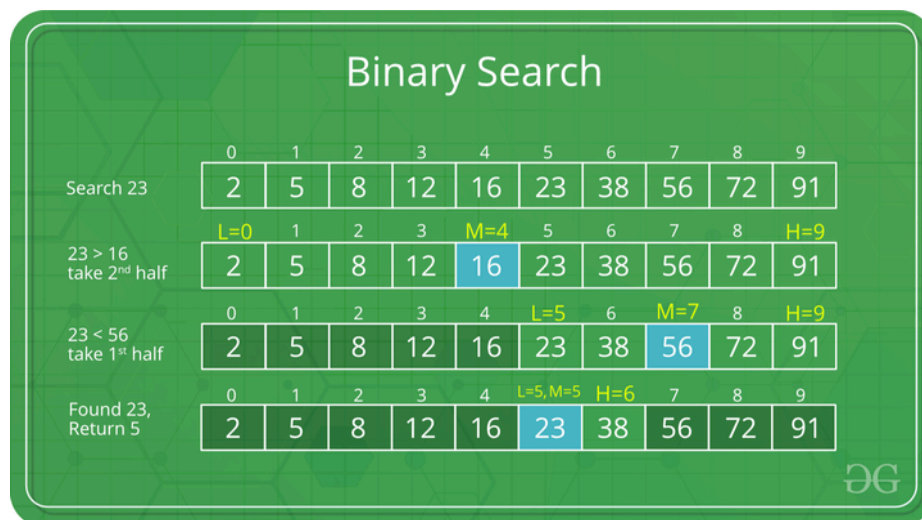 Binary Search
0 1 2 3 4 5 6 7 8 9
Search 23
2 5 8 12 16 23 38 56 72 91
L=0 1 2 3 M=4 5 6 7 8 H=9
23 > 16
take 2nd half
2 5 8 12 16 23 38 56 72 91
0 1 2 3 4 L=5 6 M=7 8 H=9
23 < 56
take 1st half
2 5 8 12 16 23 38 56 72 91
0 1 2 3 4 L=5, M=5 H=6 7 8 9
Found 23,
Return 5
2 5 8 12 16 23 38 56 72 91
GG